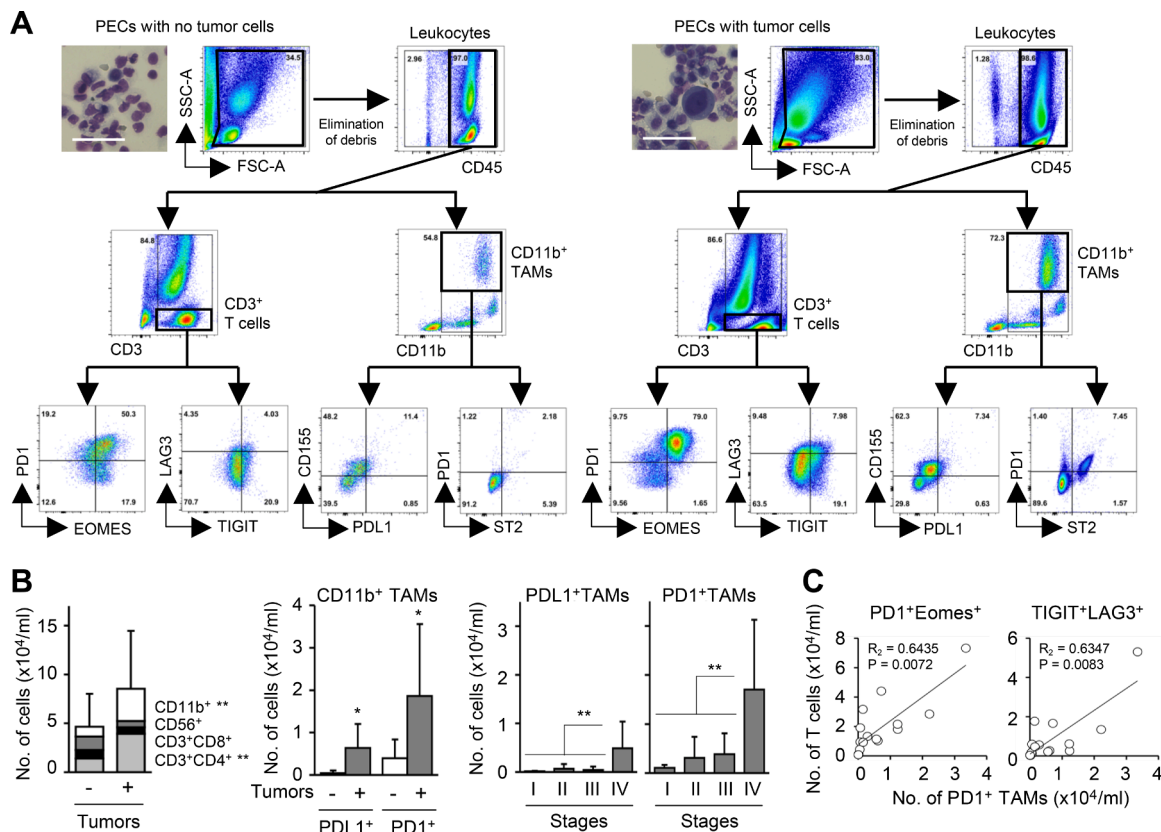 A
PECs with no tumor cells
SSC-A
34.5
FSC-A
Elimination
of debris
Leukocytes
2.96
97.0
CD45
84.8
CD3+
T cells
CD3
54.8
CD11b+
TAMs
CD11b
19.2
50.3
12.6
17.9
PD1
EOMES
4.35
4.03
70.7
20.9
LAG3
TIGIT
48.2
11.4
39.5
0.85
CD155
PDL1
1.22
2.18
91.2
5.39
PD1
ST2
PECs with tumor cells
SSC-A
83.0
FSC-A
Elimination
of debris
Leukocytes
1.28
98.6
CD45
86.6
CD3+
T cells
CD3
72.3
CD11b+
TAMs
CD11b
9.75
79.0
9.56
1.65
PD1
EOMES
9.48
7.98
63.5
19.1
LAG3
TIGIT
62.3
7.34
29.8
0.63
CD155
PDL1
1.40
7.45
89.6
1.57
PD1
ST2
B
No. of cells (x10⁴/ml)
15
10
5
0
- +
Tumors
CD11b+ **
CD56+
CD3+CD8+
CD3+CD4+ **
CD11b+ TAMs
No. of cells (x10⁴/ml)
4
3
2
1
0
*
*
Tumors - + - +
PDL1+ PD1+
PDL1+TAMs
No. of cells (x10⁴/ml)
3
2
1
0
**
I II III IV
Stages
PD1+TAMs
**
I II III IV
Stages
C
PD1+Eomes+
No. of T cells (x10⁴/ml)
8
6
4
2
0
R₂ = 0.6435
P = 0.0072
0 1 2 3 4
TIGIT+LAG3+
6
4
2
0
R₂ = 0.6347
P = 0.0083
0 1 2 3 4
No. of PD1+ TAMs (x10⁴/ml)